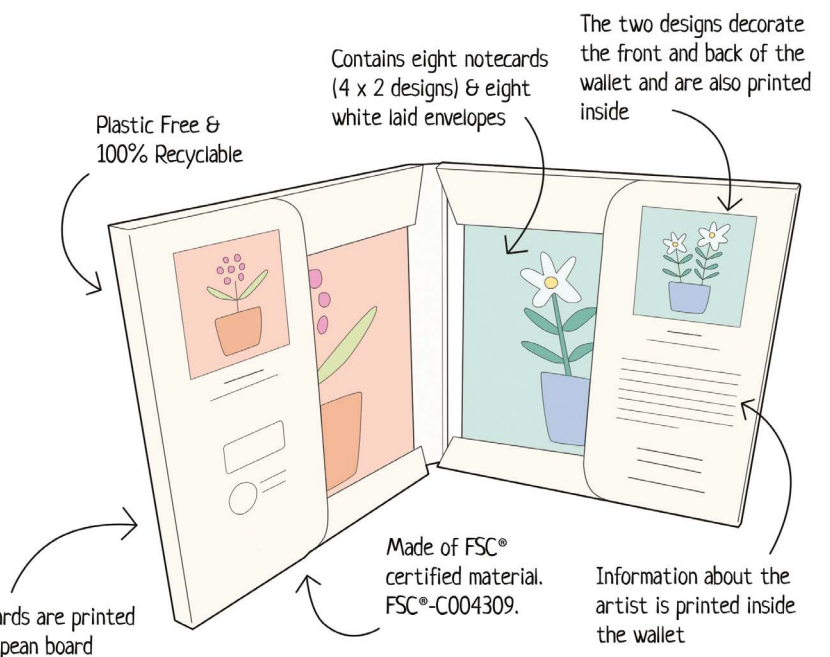 The two designs decorate
the front and back of the
wallet and are also printed
inside
Contains eight notecards
(4 x 2 designs) & eight
white laid envelopes
Plastic Free &
100% Recyclable
Made of FSC®
certified material.
FSC®-C004309.
Information about the
artist is printed inside
the wallet
are printed
board